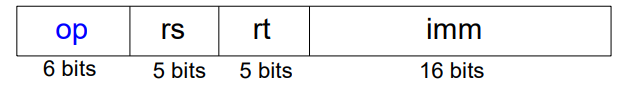 op rs rt imm
6 bits 5 bits 5 bits 16 bits